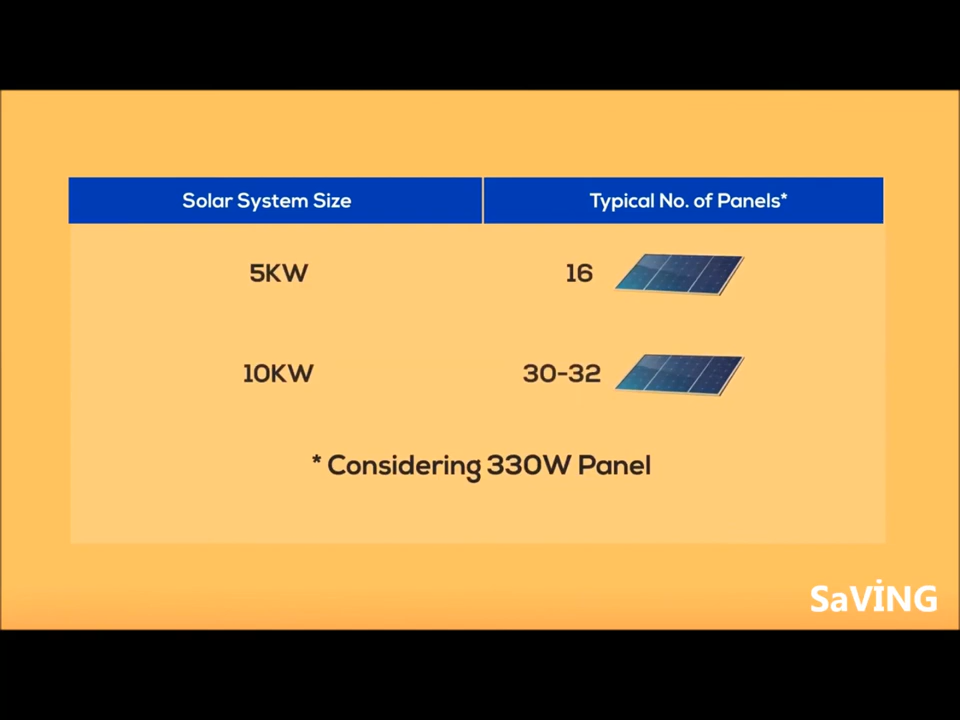 Solar System Size
Typical No. of Panels*
5KW
16
10KW
30-32
* Considering 330W Panel
SaVİNG